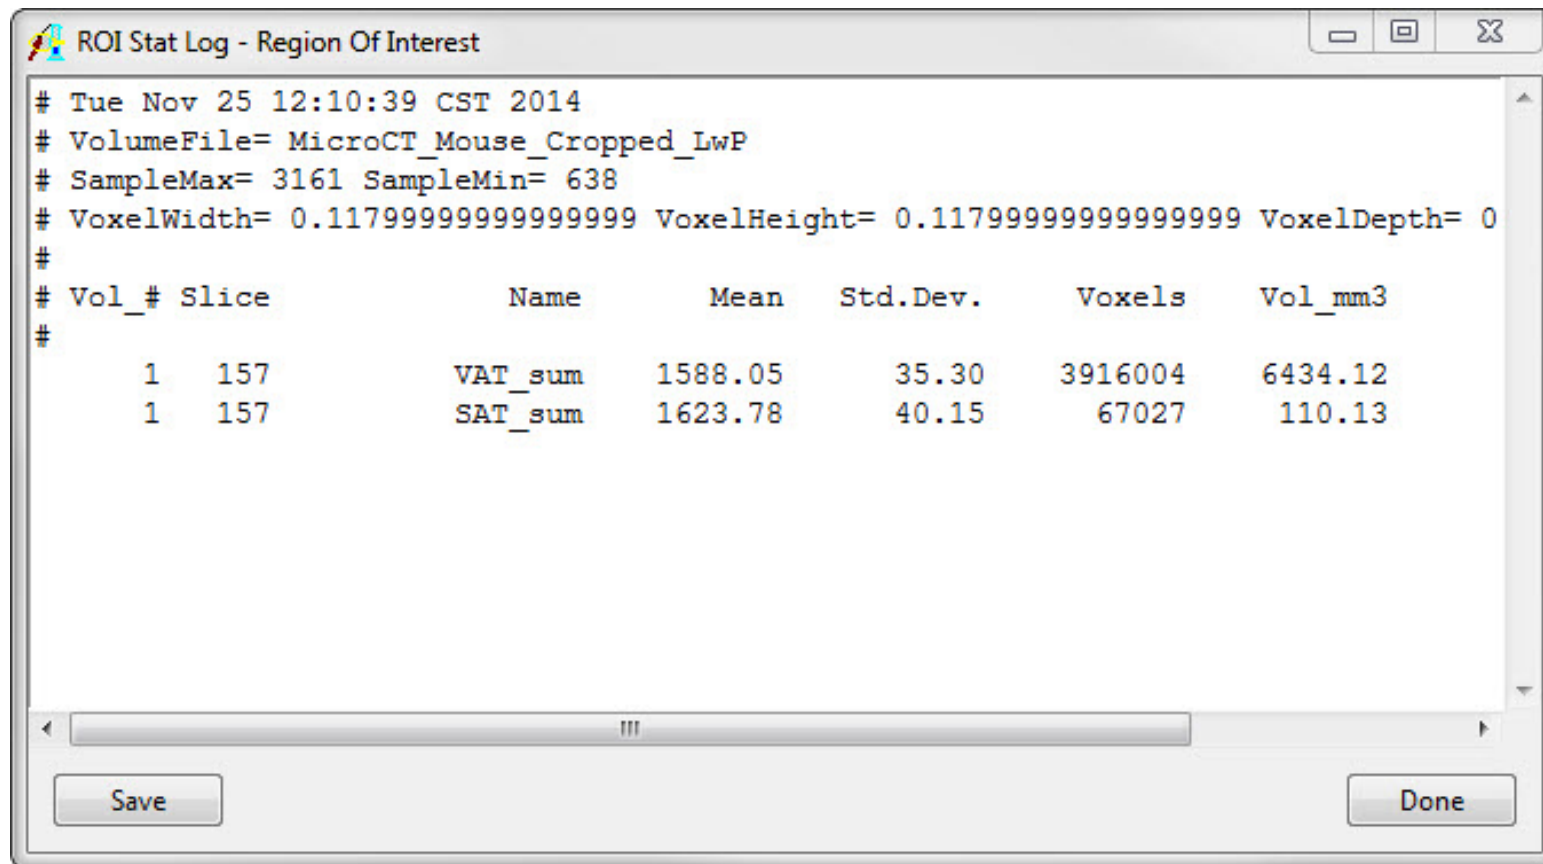 ROI Stat Log - Region Of Interest
# Tue Nov 25 12:10:39 CST 2014
# VolumeFile= MicroCT_Mouse_Cropped_LwP
# SampleMax= 3161 SampleMin= 638
# VoxelWidth= 0.11799999999999999 VoxelHeight= 0.11799999999999999 VoxelDepth= 0
#
# Vol_# Slice Name Mean Std.Dev. Voxels Vol_mm3
#
1 157 VAT_sum 1588.05 35.30 3916004 6434.12
1 157 SAT_sum 1623.78 40.15 67027 110.13
Save Done